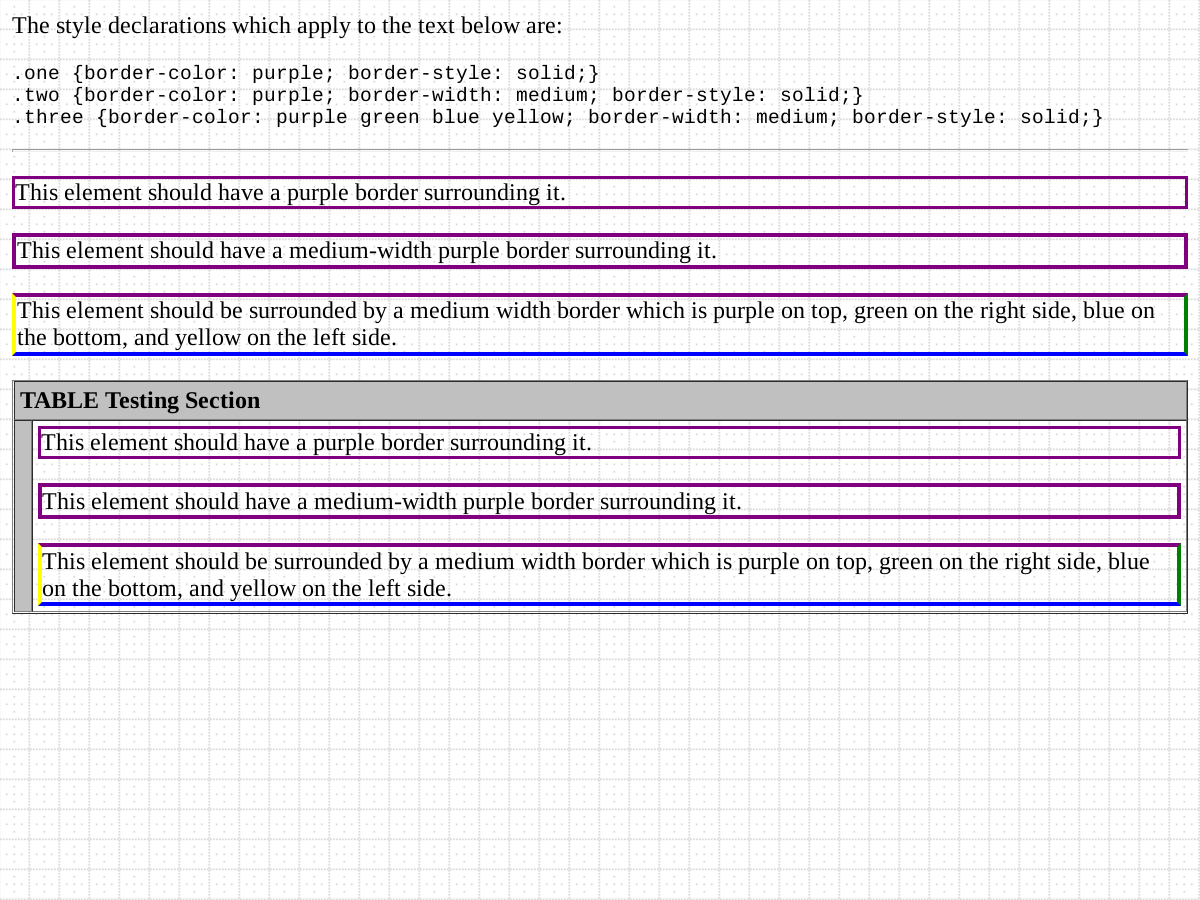 The style declarations which apply to the text below are:
.one {border-color: purple; border-style: solid;}
.two {border-color: purple; border-width: medium; border-style: solid;}
.three {border-color: purple green blue yellow; border-width: medium; border-style: solid;}
This element should have a purple border surrounding it.
This element should have a medium-width purple border surrounding it.
This element should be surrounded by a medium width border which is purple on top, green on the right side, blue on
the bottom, and yellow on the left side.
TABLE Testing Section
This element should have a purple border surrounding it.
This element should have a medium-width purple border surrounding it.
This element should be surrounded by a medium width border which is purple on top, green on the right side, blue
on the bottom, and yellow on the left side.